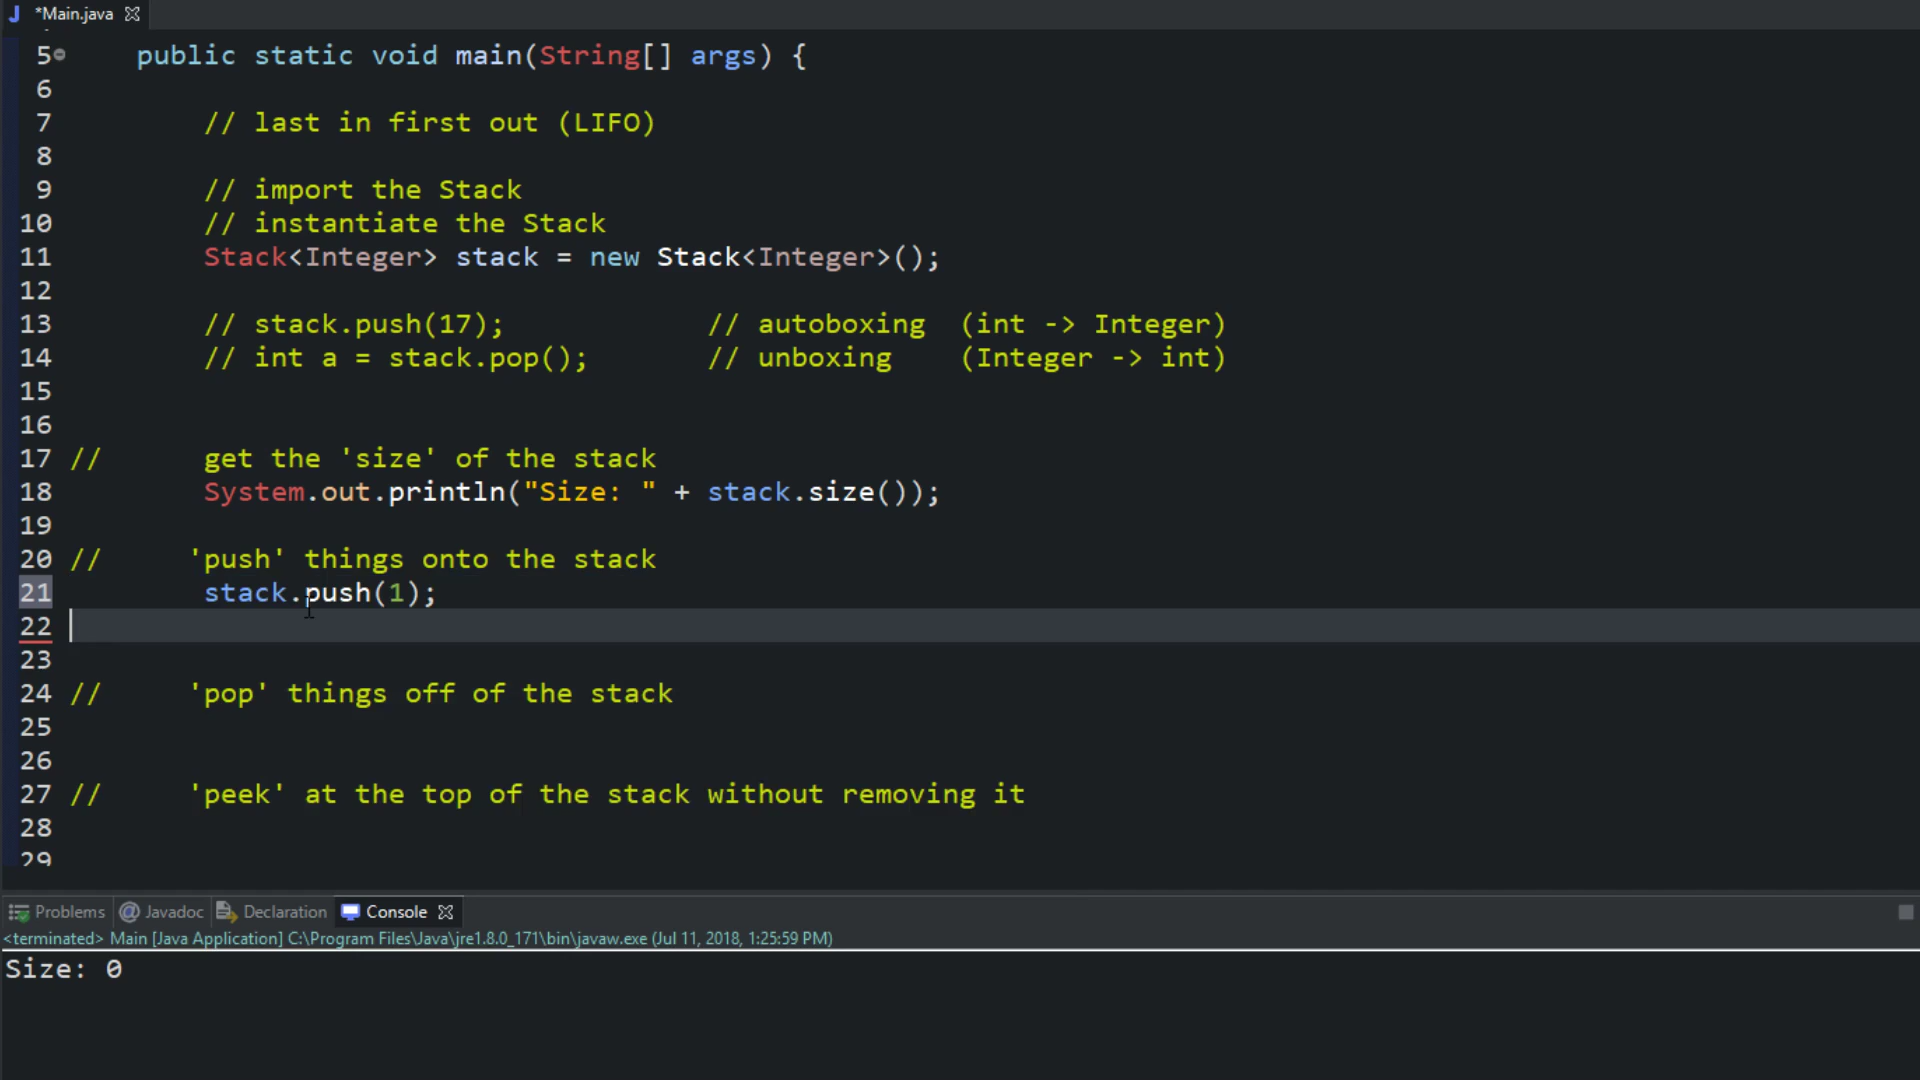 *Main.java
5 public static void main(String[] args) {
6
7 // last in first out (LIFO)
8
9 // import the Stack
10 // instantiate the Stack
11 Stack<Integer> stack = new Stack<Integer>();
12
13 // stack.push(17); // autoboxing (int -> Integer)
14 // int a = stack.pop(); // unboxing (Integer -> int)
15
16
17 // get the 'size' of the stack
18 System.out.println("Size: " + stack.size());
19
20 // 'push' things onto the stack
21 stack.push(1);
22
23
24 // 'pop' things off of the stack
25
26
27 // 'peek' at the top of the stack without removing it
28
29
Problems @ Javadoc Declaration Console
<terminated> Main [Java Application] C:\Program Files\Java\jre1.8.0_171\bin\javaw.exe (Jul 11, 2018, 1:25:59 PM)
Size: 0